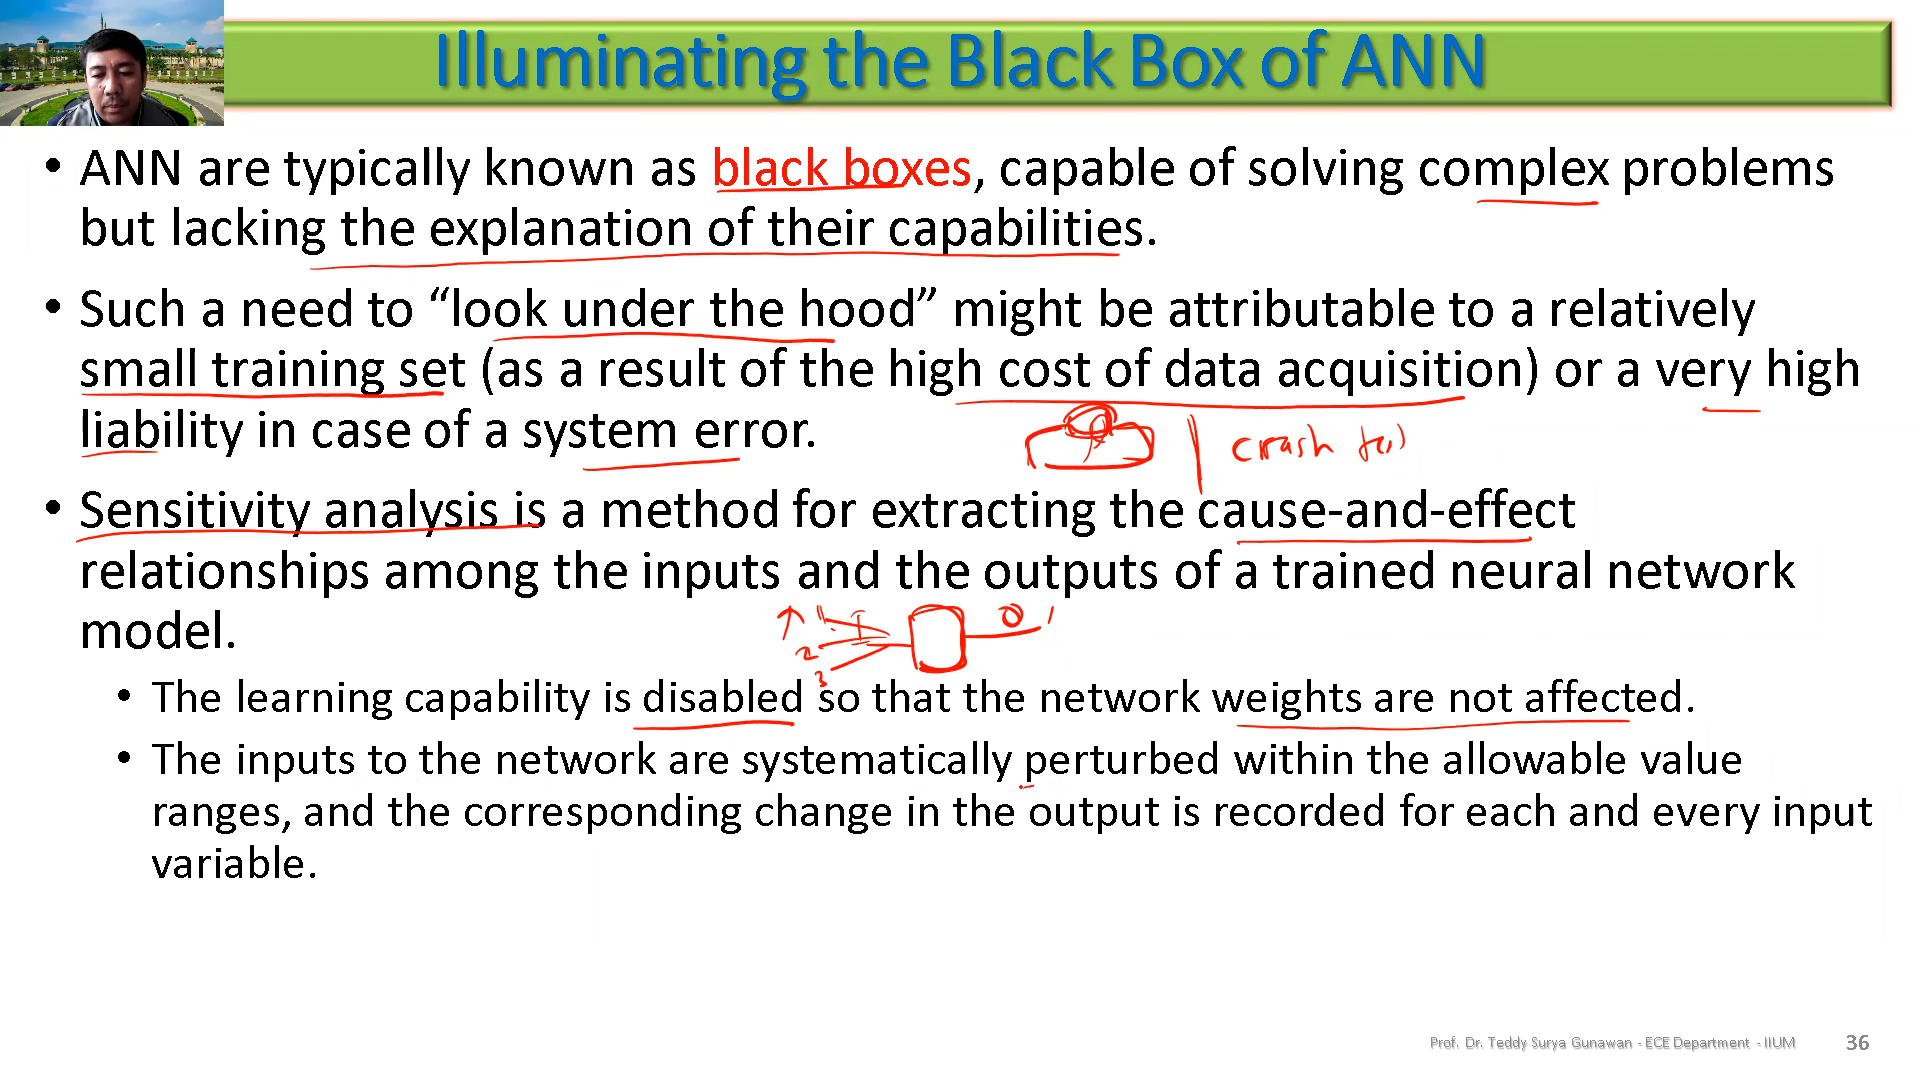 Illuminating the Black Box of ANN
• ANN are typically known as black boxes, capable of solving complex problems
but lacking the explanation of their capabilities.
• Such a need to “look under the hood” might be attributable to a relatively
small training set (as a result of the high cost of data acquisition) or a very high
liability in case of a system error.
crash
• Sensitivity analysis is a method for extracting the cause-and-effect
relationships among the inputs and the outputs of a trained neural network
model.
I
O
2
3
• The learning capability is disabled so that the network weights are not affected.
• The inputs to the network are systematically perturbed within the allowable value
ranges, and the corresponding change in the output is recorded for each and every input
variable.
Prof. Dr. Teddy Surya Gunawan - ECE Department - IIUM
36